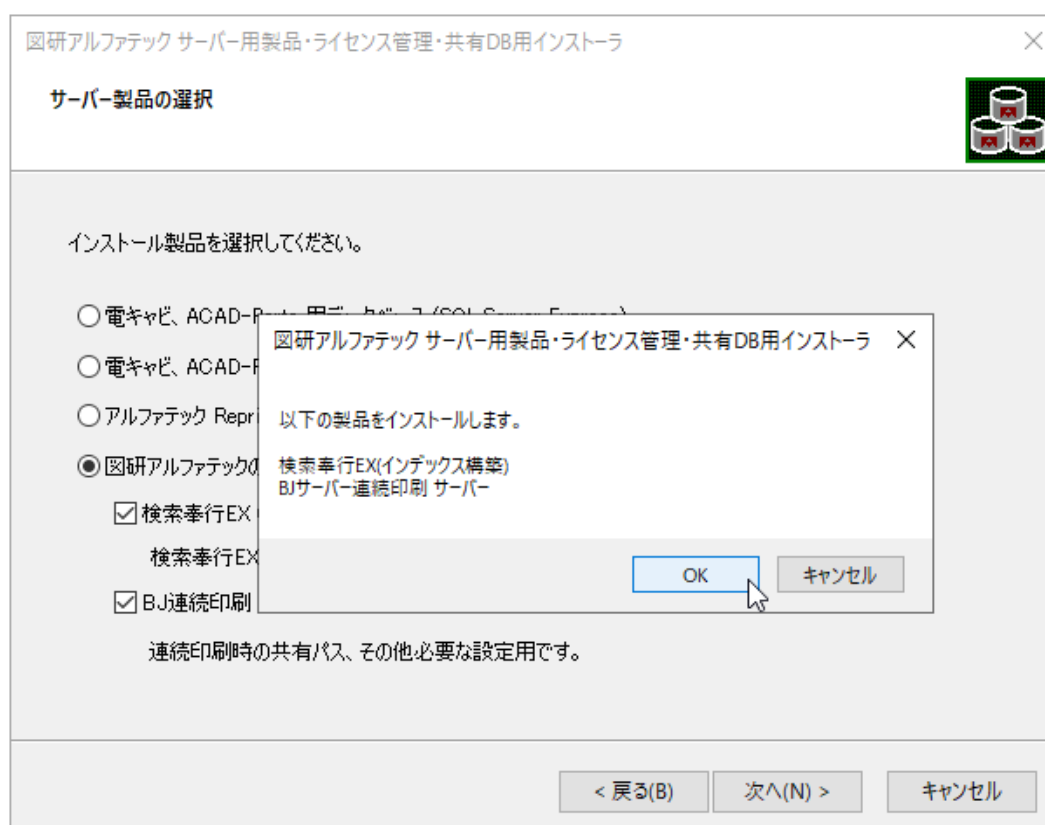 図研アルファテック サーバー用製品・ライセンス管理・共有DB用インストーラ
サーバー製品の選択
インストール製品を選択してください。
電キャビ、ACAD-
電キャビ、ACAD-
アルファテック Repri
図研アルファテックの
検索奉行EX
検索奉行EX
BJ連続印刷
連続印刷時の共有パス、その他必要な設定用です。
図研アルファテック サーバー用製品・ライセンス管理・共有DB用インストーラ
以下の製品をインストールします。
検索奉行EX(インデックス構築)
BJサーバー連続印刷 サーバー
OK
キャンセル
< 戻る(B)
次へ(N) >
キャンセル